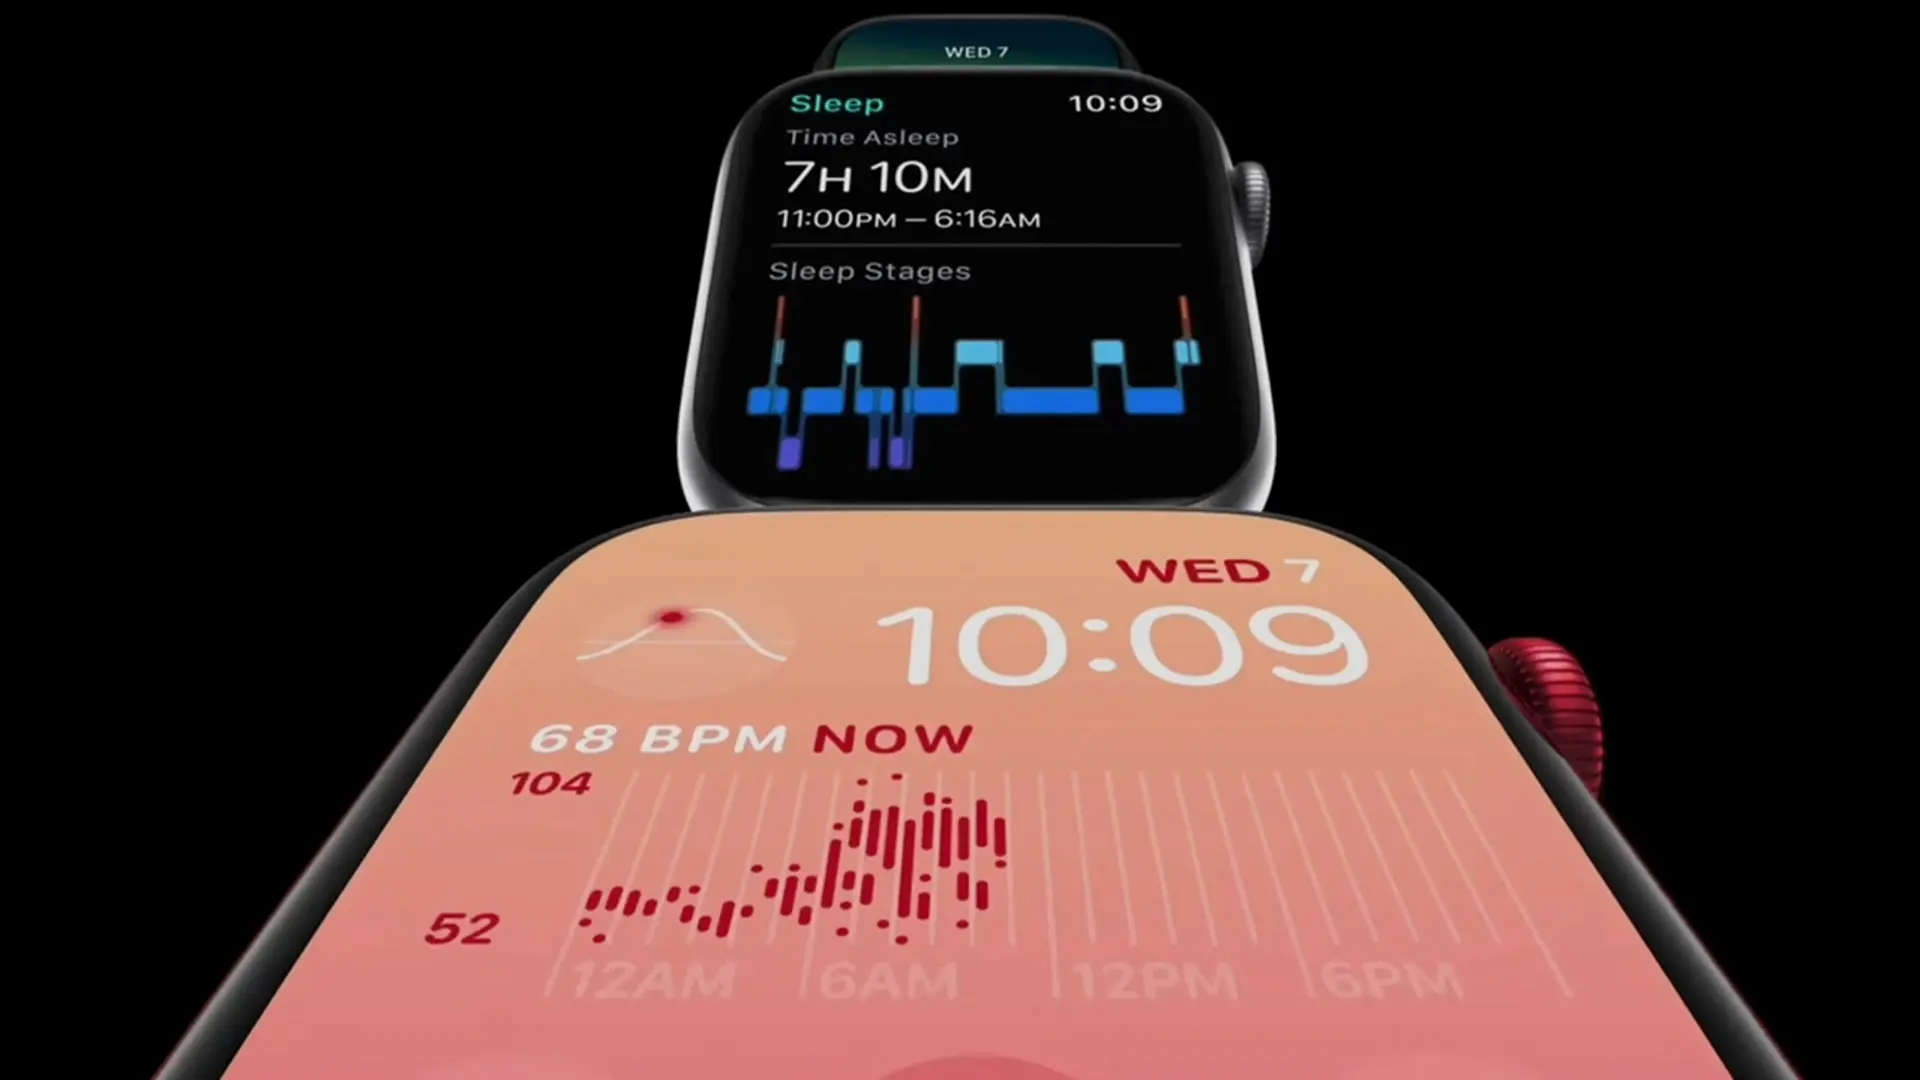 WED 7
Sleep 10:09
Time Asleep
7H 10M
11:00PM – 6:16AM
Sleep Stages
WED 7
10:09
68 BPM NOW
104
52
12AM 6AM 12PM 6PM